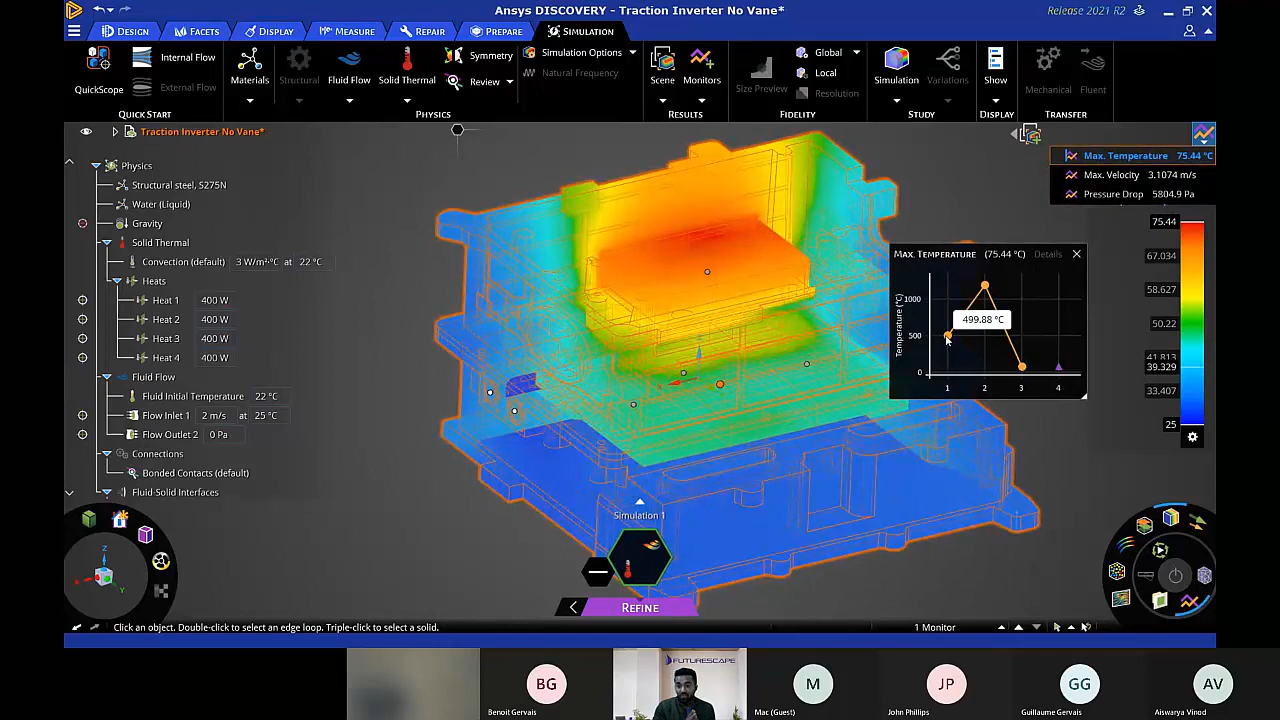 Ansys DISCOVERY - Traction Inverter No Vane*
Release 2021 R2
DESIGN
FACETS
DISPLAY
MEASURE
REPAIR
PREPARE
SIMULATION
QuickScope
Internal Flow
External Flow
QUICK START
Materials
Structural
Fluid Flow
Solid Thermal
Symmetry
Review
PHYSICS
Simulation Options
Natural Frequency
Scene
Monitors
RESULTS
Size Preview
Global
Local
Resolution
FIDELITY
Simulation
Variations
STUDY
Show
DISPLAY
Mechanical
Fluent
TRANSFER
Traction Inverter No Vane*
Physics
Structural steel, S275N
Water (Liquid)
Gravity
Solid Thermal
Convection (default) 3 W/m²·°C at 22 °C
Heats
Heat 1 400 W
Heat 2 400 W
Heat 3 400 W
Heat 4 400 W
Fluid Flow
Fluid Initial Temperature 22 °C
Flow Inlet 1 2 m/s at 25 °C
Flow Outlet 2 0 Pa
Connections
Bonded Contacts (default)
Fluid-Solid Interfaces
Max. Temperature 75.44 °C
Max. Velocity 3.1074 m/s
Pressure Drop 5804.9 Pa
75.44
67.034
58.627
50.22
41.813
39.329
33.407
25
MAX. TEMPERATURE (75.44 °C) Details
Temperature (°C)
1000
500
0
499.88 °C
1 2 3 4
Simulation 1
REFINE
Z
X
Y
Click an object. Double-click to select an edge loop. Triple-click to select a solid.
1 Monitor
BG
Benoit Gervais
FUTURESCAPE
M
Mac (Guest)
JP
John Phillips
GG
Guillaume Gervais
AV
Aiswarya Vinod